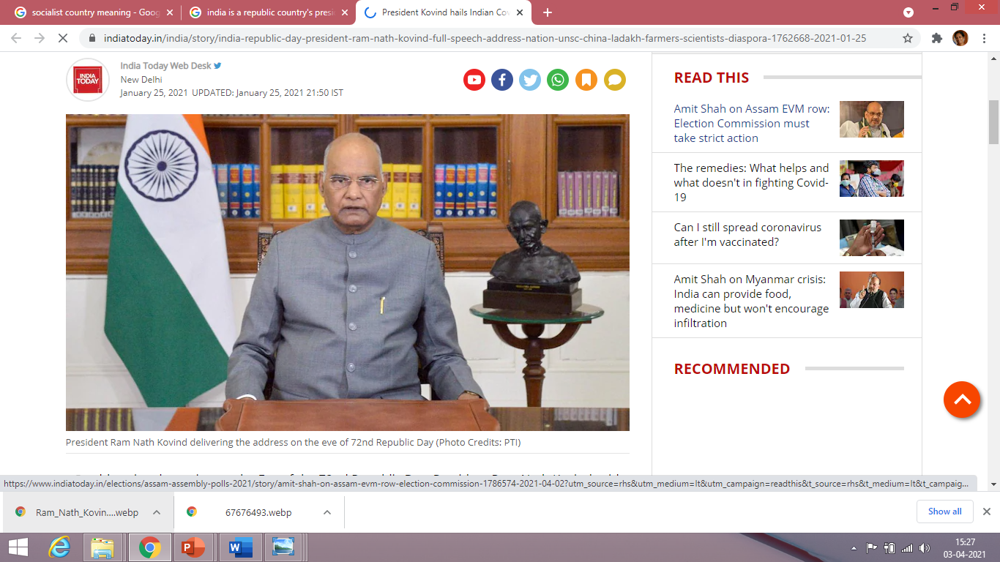 socialist country meaning - Goog
india is a republic country's presi
President Kovind hails Indian Cov
indiatoday.in/india/story/india-republic-day-president-ram-nath-kovind-full-speech-address-nation-unsc-china-ladakh-farmers-scientists-diaspora-1762668-2021-01-25
INDIA
TODAY
India Today Web Desk
New Delhi
January 25, 2021 UPDATED: January 25, 2021 21:50 IST
President Ram Nath Kovind delivering the address on the eve of 72nd Republic Day (Photo Credits: PTI)
READ THIS
Amit Shah on Assam EVM row:
Election Commission must
take strict action
The remedies: What helps and
what doesn't in fighting Covid-
19
Can I still spread coronavirus
after I'm vaccinated?
Amit Shah on Myanmar crisis:
India can provide food,
medicine but won't encourage
infiltration
RECOMMENDED
https://www.indiatoday.in/elections/assam-assembly-polls-2021/story/amit-shah-on-assam-evm-row-election-commission-1786574-2021-04-02?utm_source=rhs&utm_medium=lt&utm_campaign=readthis&t_source=rhs&t_medium=lt&t_campaig...
Ram_Nath_Kovin....webp
67676493.webp
Show all
15:27
03-04-2021